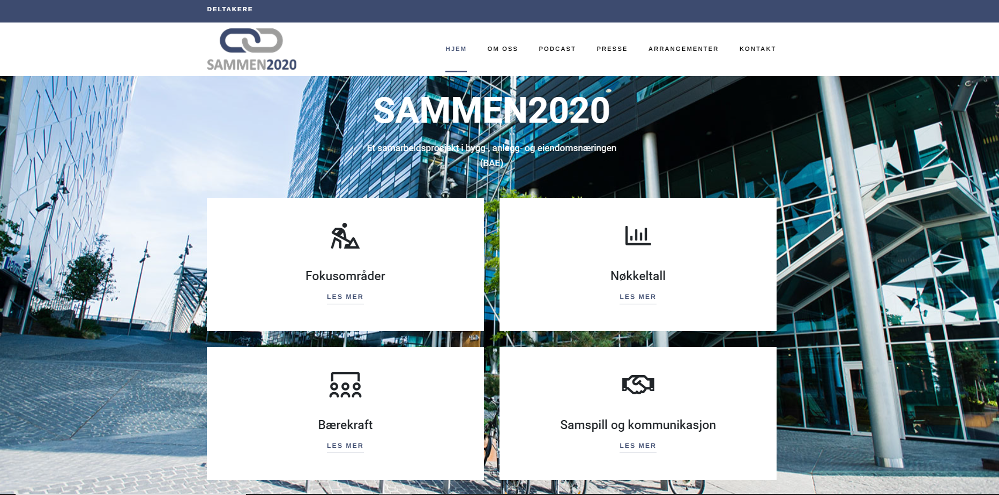 DELTAKERE
SAMMEN2020
HJEM
OM OSS
PODCAST
PRESSE
ARRANGEMENTER
KONTAKT
SAMMEN2020
Et samarbeidsprosjekt i bygg-, anlegg- og eiendomsnæringen
(BAE)
Fokusområder
LES MER
Nøkkeltall
LES MER
Bærekraft
LES MER
Samspill og kommunikasjon
LES MER